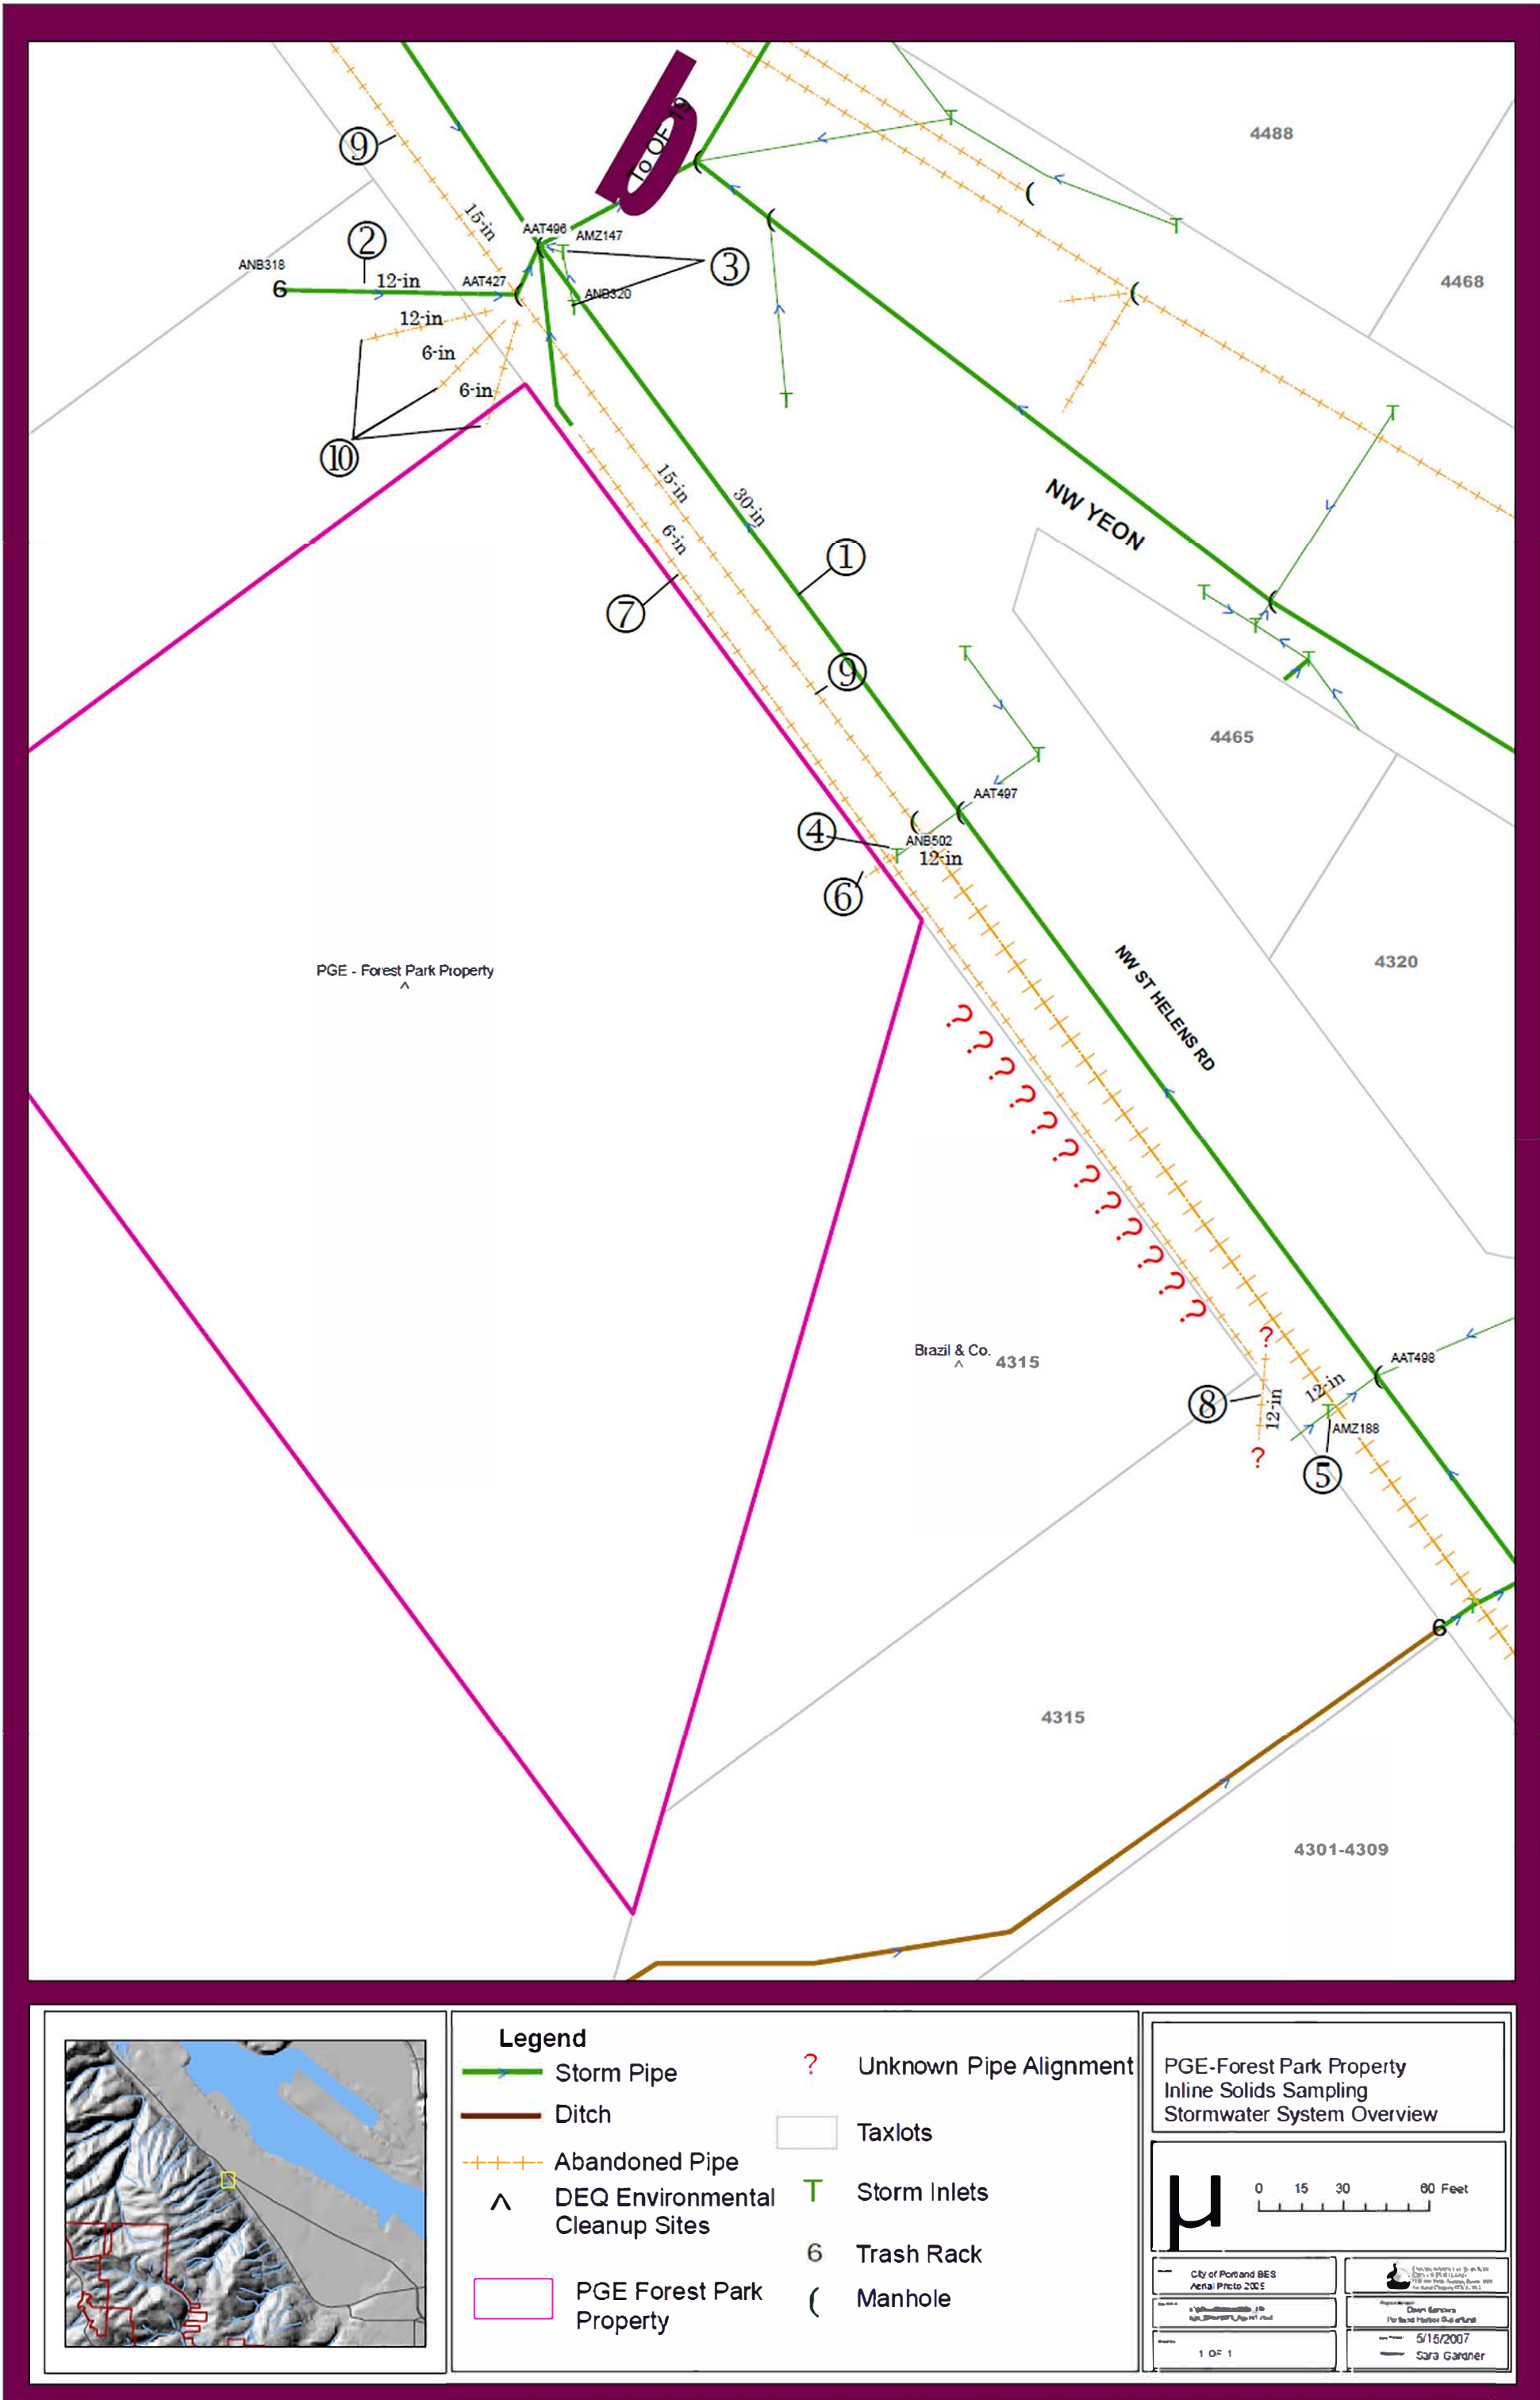 4488
⑨
To OF 19
15-in
AAT496
AMZ147
②
③
4468
ANB318
6
12-in
AAT427
ANB320
12-in
6-in
6-in
⑩
15-in
30-in
NW YEON
6-in
①
⑦
⑨
4465
AAT497
④
ANB502
12-in
⑥
4320
NW ST HELENS RD
PGE - Forest Park Property
? ? ? ? ? ? ? ? ? ? ? ?
?
Brazil & Co.
4315
AAT498
12-in
⑧
12-in
AMZ188
?
⑤
6
4315
4301-4309
Legend
Storm Pipe
Ditch
Abandoned Pipe
DEQ Environmental
Cleanup Sites
PGE Forest Park
Property
? Unknown Pipe Alignment
Taxlots
T Storm Inlets
6 Trash Rack
( Manhole
PGE-Forest Park Property
Inline Solids Sampling
Stormwater System Overview
µ
0 15 30 60 Feet
City of Portland BES
Aerial Photo 2005
1 OF 1
5/15/2007
Sara Gardner